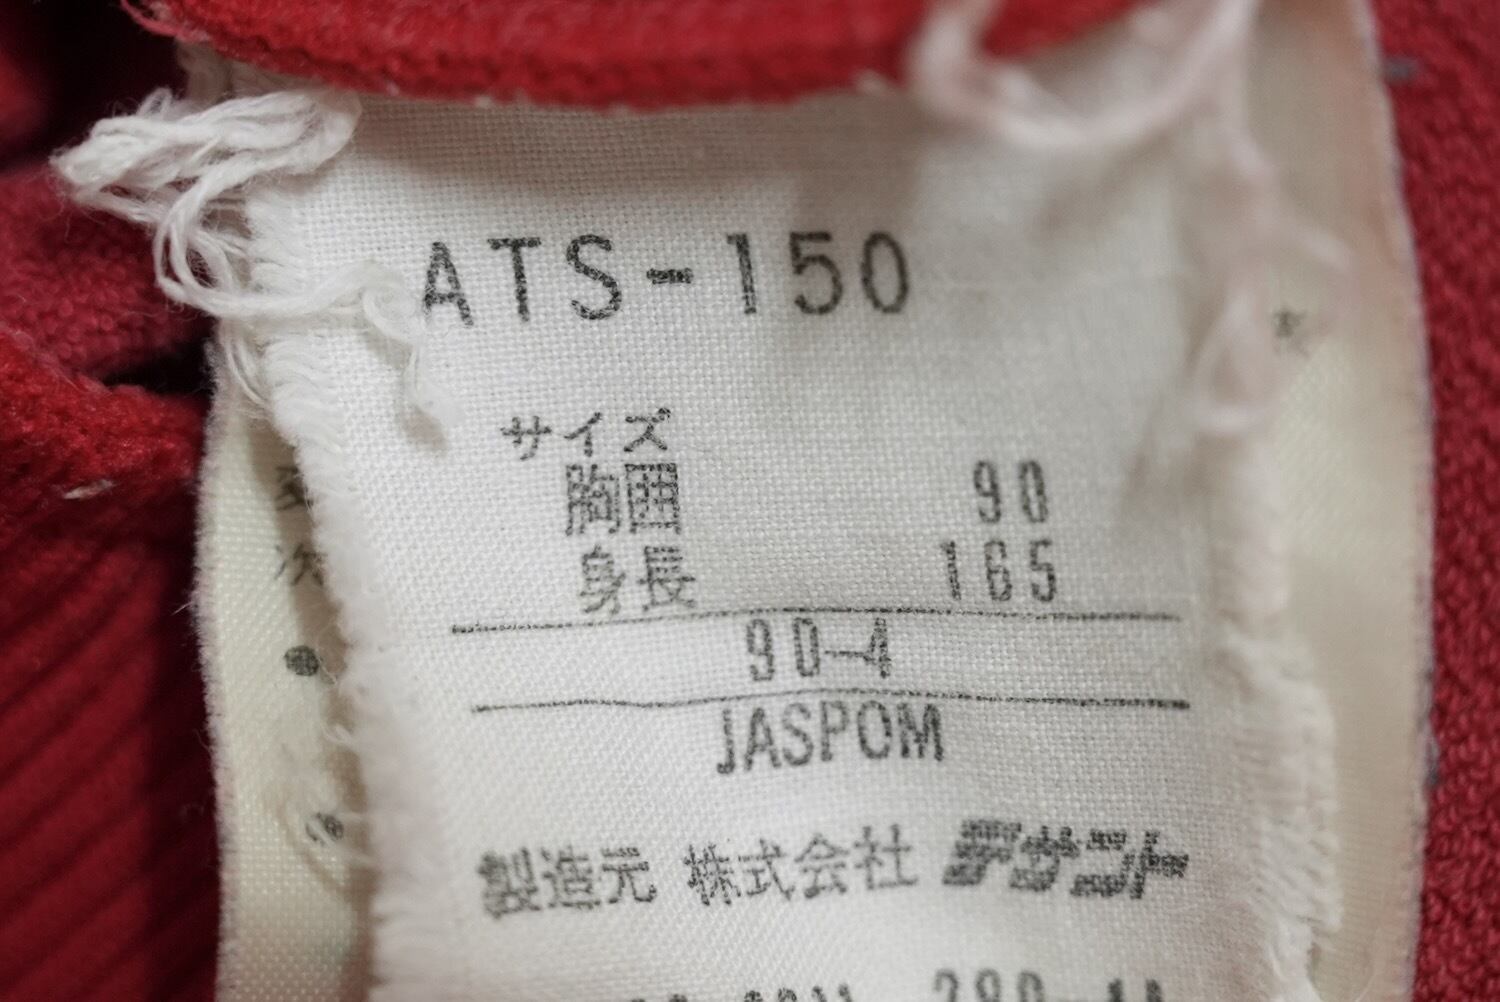 ATS-150
サイズ
胸囲 90
身長 165
90-4
JASPOM
製造元 株式会社 デサント